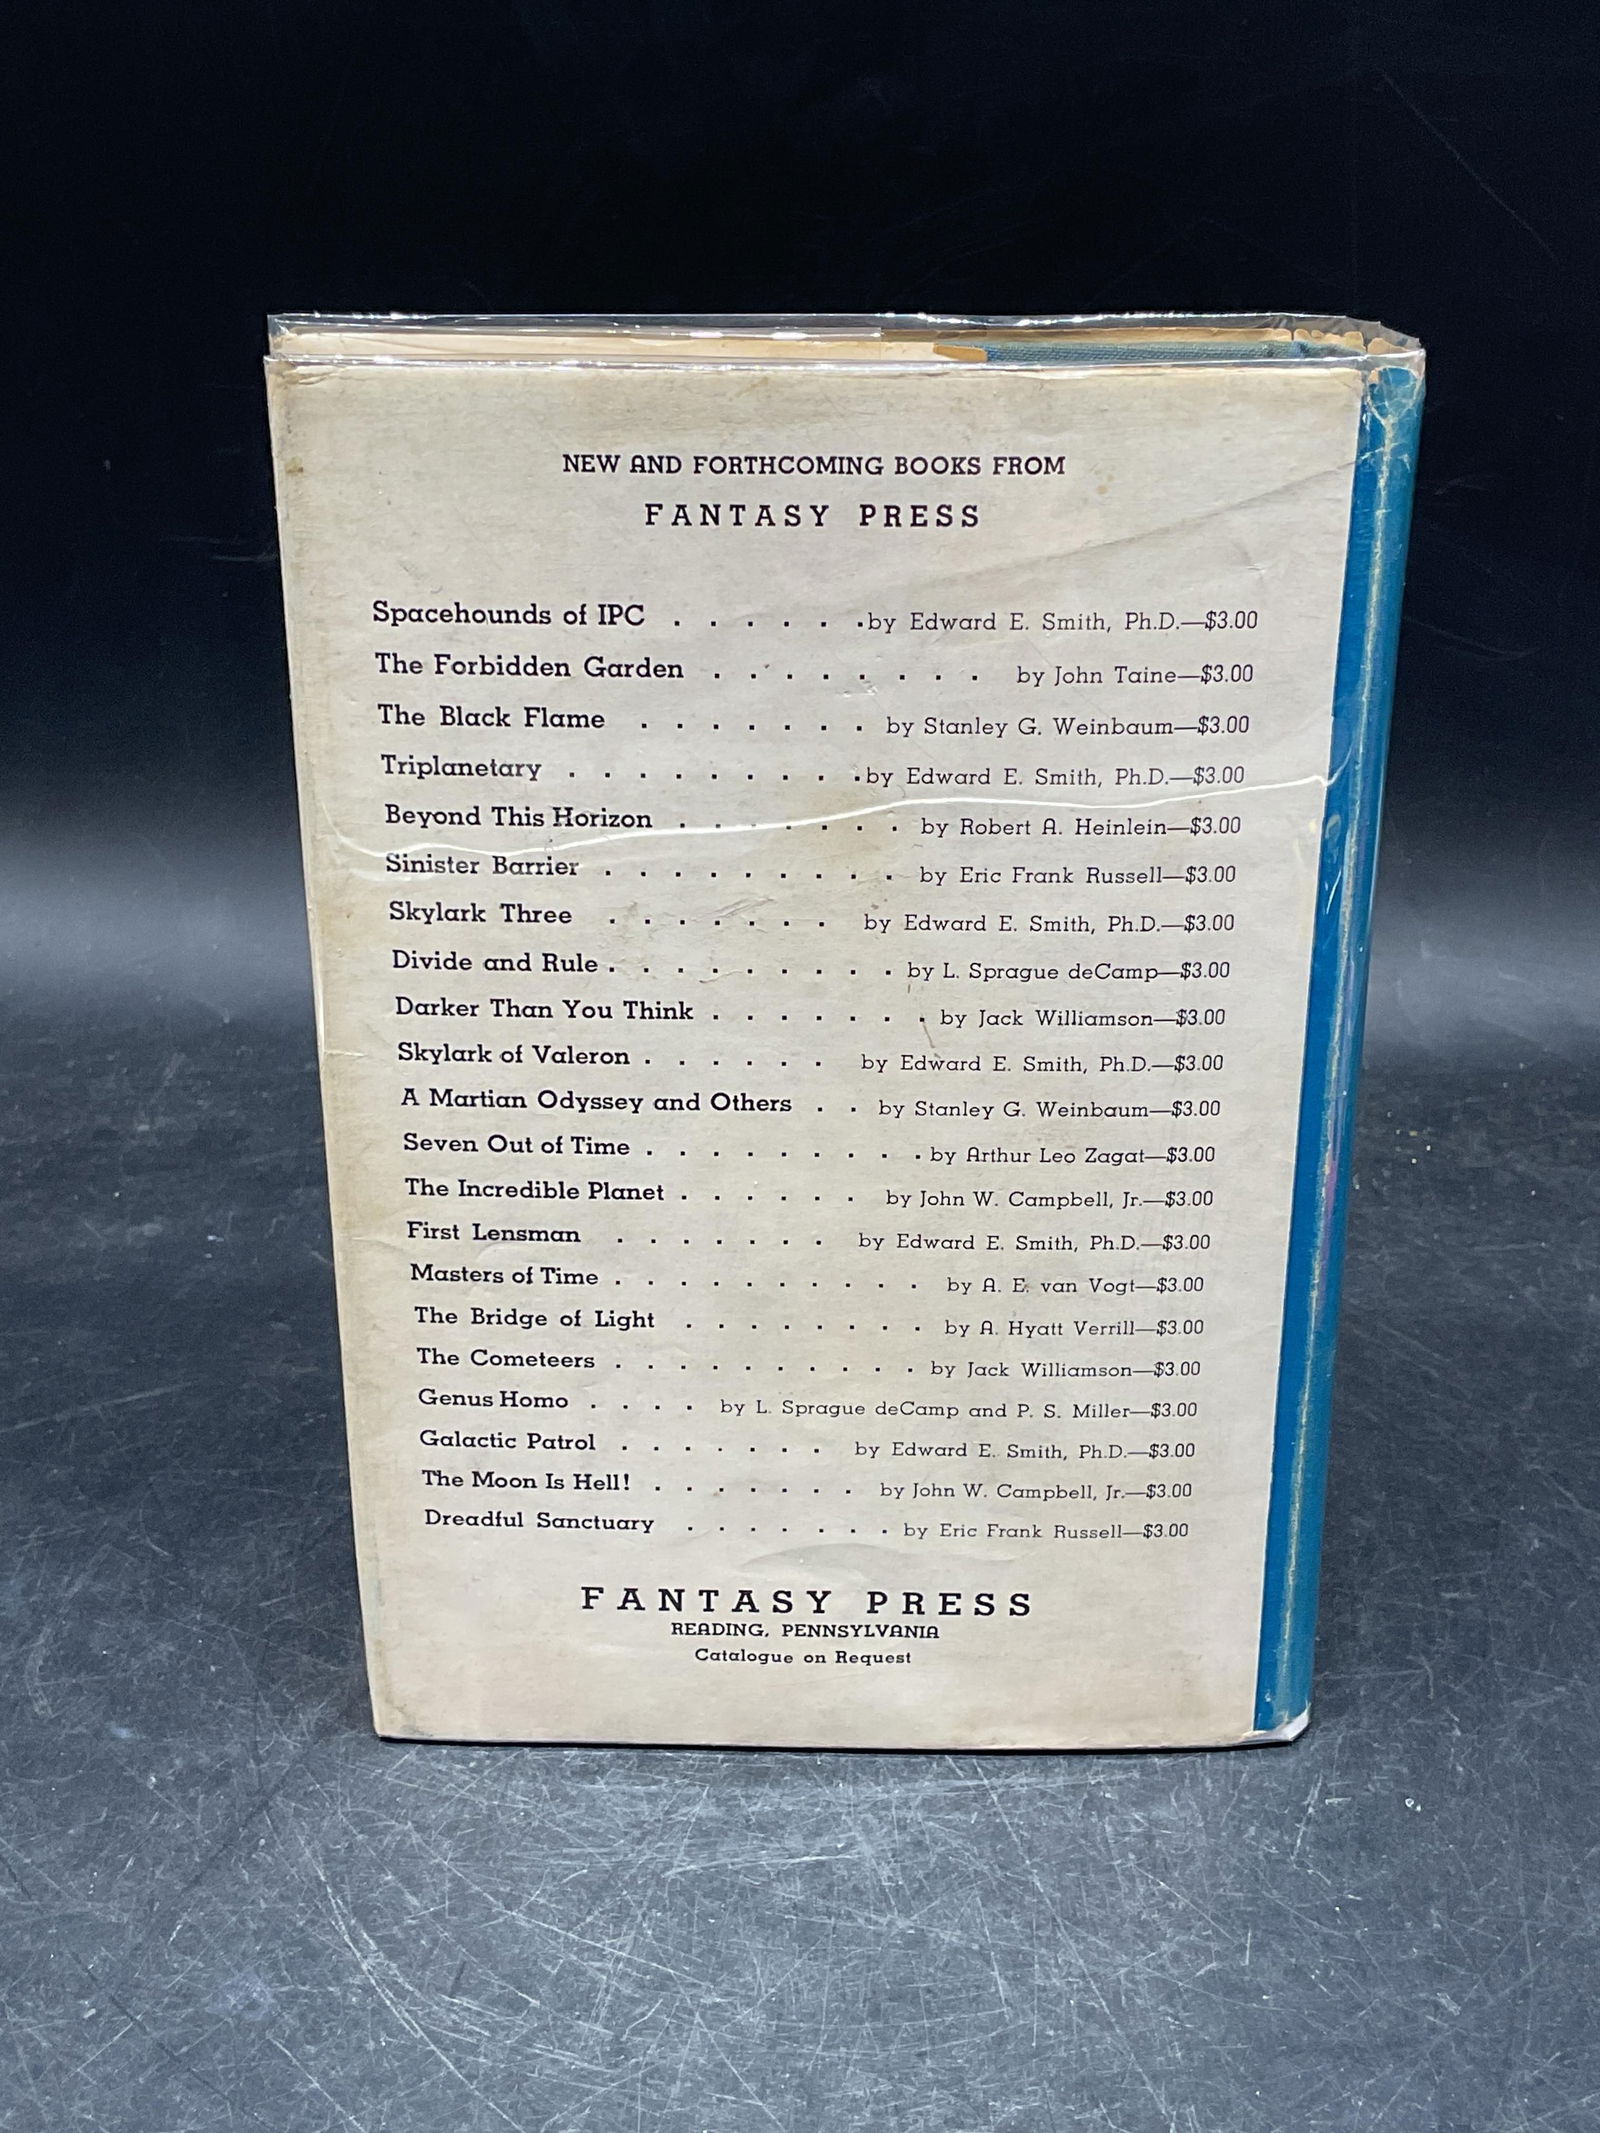 NEW AND FORTHCOMING BOOKS FROM
FANTASY PRESS
Spacehounds of IPC . . . . . . by Edward E. Smith, Ph.D.—$3.00
The Forbidden Garden . . . . . . . . by John Taine—$3.00
The Black Flame . . . . . . . by Stanley G. Weinbaum—$3.00
Triplanetary . . . . . . . . . by Edward E. Smith, Ph.D.—$3.00
Beyond This Horizon . . . . . . . by Robert A. Heinlein—$3.00
Sinister Barrier . . . . . . . . . by Eric Frank Russell—$3.00
Skylark Three . . . . . . . by Edward E. Smith, Ph.D.—$3.00
Divide and Rule . . . . . . . . . by L. Sprague deCamp—$3.00
Darker Than You Think . . . . . . . by Jack Williamson—$3.00
Skylark of Valeron . . . . . . by Edward E. Smith, Ph.D.—$3.00
A Martian Odyssey and Others . . by Stanley G. Weinbaum—$3.00
Seven Out of Time . . . . . . . . . by Arthur Leo Zagat—$3.00
The Incredible Planet . . . . . . by John W. Campbell, Jr.—$3.00
First Lensman . . . . . . . by Edward E. Smith, Ph.D.—$3.00
Masters of Time . . . . . . . . . . by A. E. van Vogt—$3.00
The Bridge of Light . . . . . . . . by A. Hyatt Verrill—$3.00
The Cometeers . . . . . . . . . . by Jack Williamson—$3.00
Genus Homo . . . . by L. Sprague deCamp and P. S. Miller—$3.00
Galactic Patrol . . . . . . . by Edward E. Smith, Ph.D.—$3.00
The Moon Is Hell! . . . . . . . by John W. Campbell, Jr.—$3.00
Dreadful Sanctuary . . . . . . . by Eric Frank Russell—$3.00
FANTASY PRESS
READING, PENNSYLVANIA
Catalogue on Request